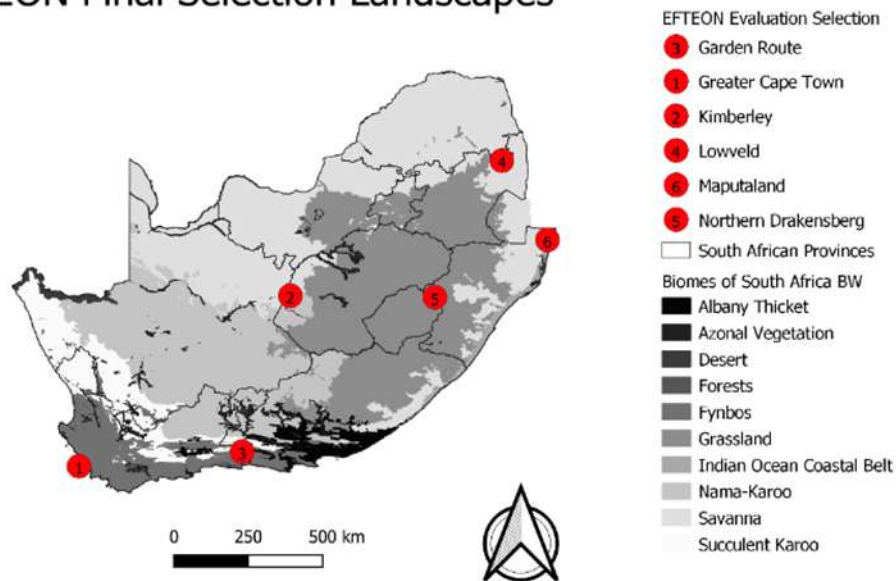 Final Selection Landscapes
EFTEON Evaluation Selection
3 Garden Route
1 Greater Cape Town
2 Kimberley
4 Lowveld
6 Maputaland
5 Northern Drakensberg
South African Provinces
Biomes of South Africa BW
Albany Thicket
Azonal Vegetation
Desert
Forests
Fynbos
Grassland
Indian Ocean Coastal Belt
Nama-Karoo
Savanna
Succulent Karoo
4
6
2
5
3
1
0 250 500 km